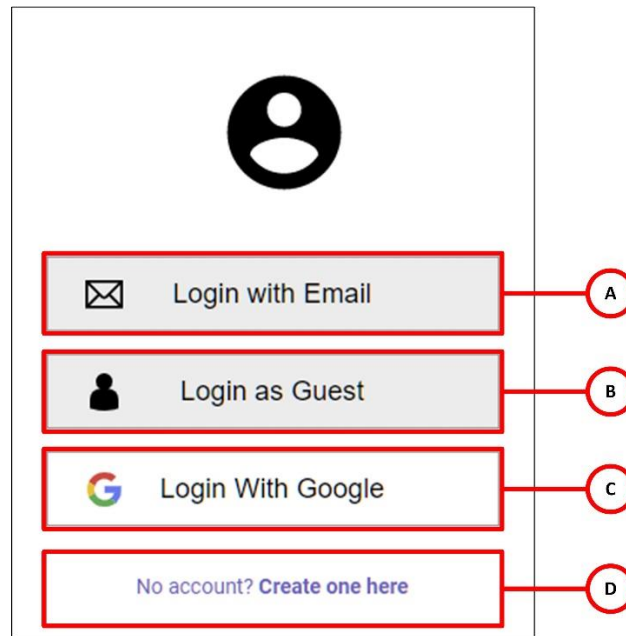 Login with Email
A
Login as Guest
B
Login With Google
C
No account? Create one here
D